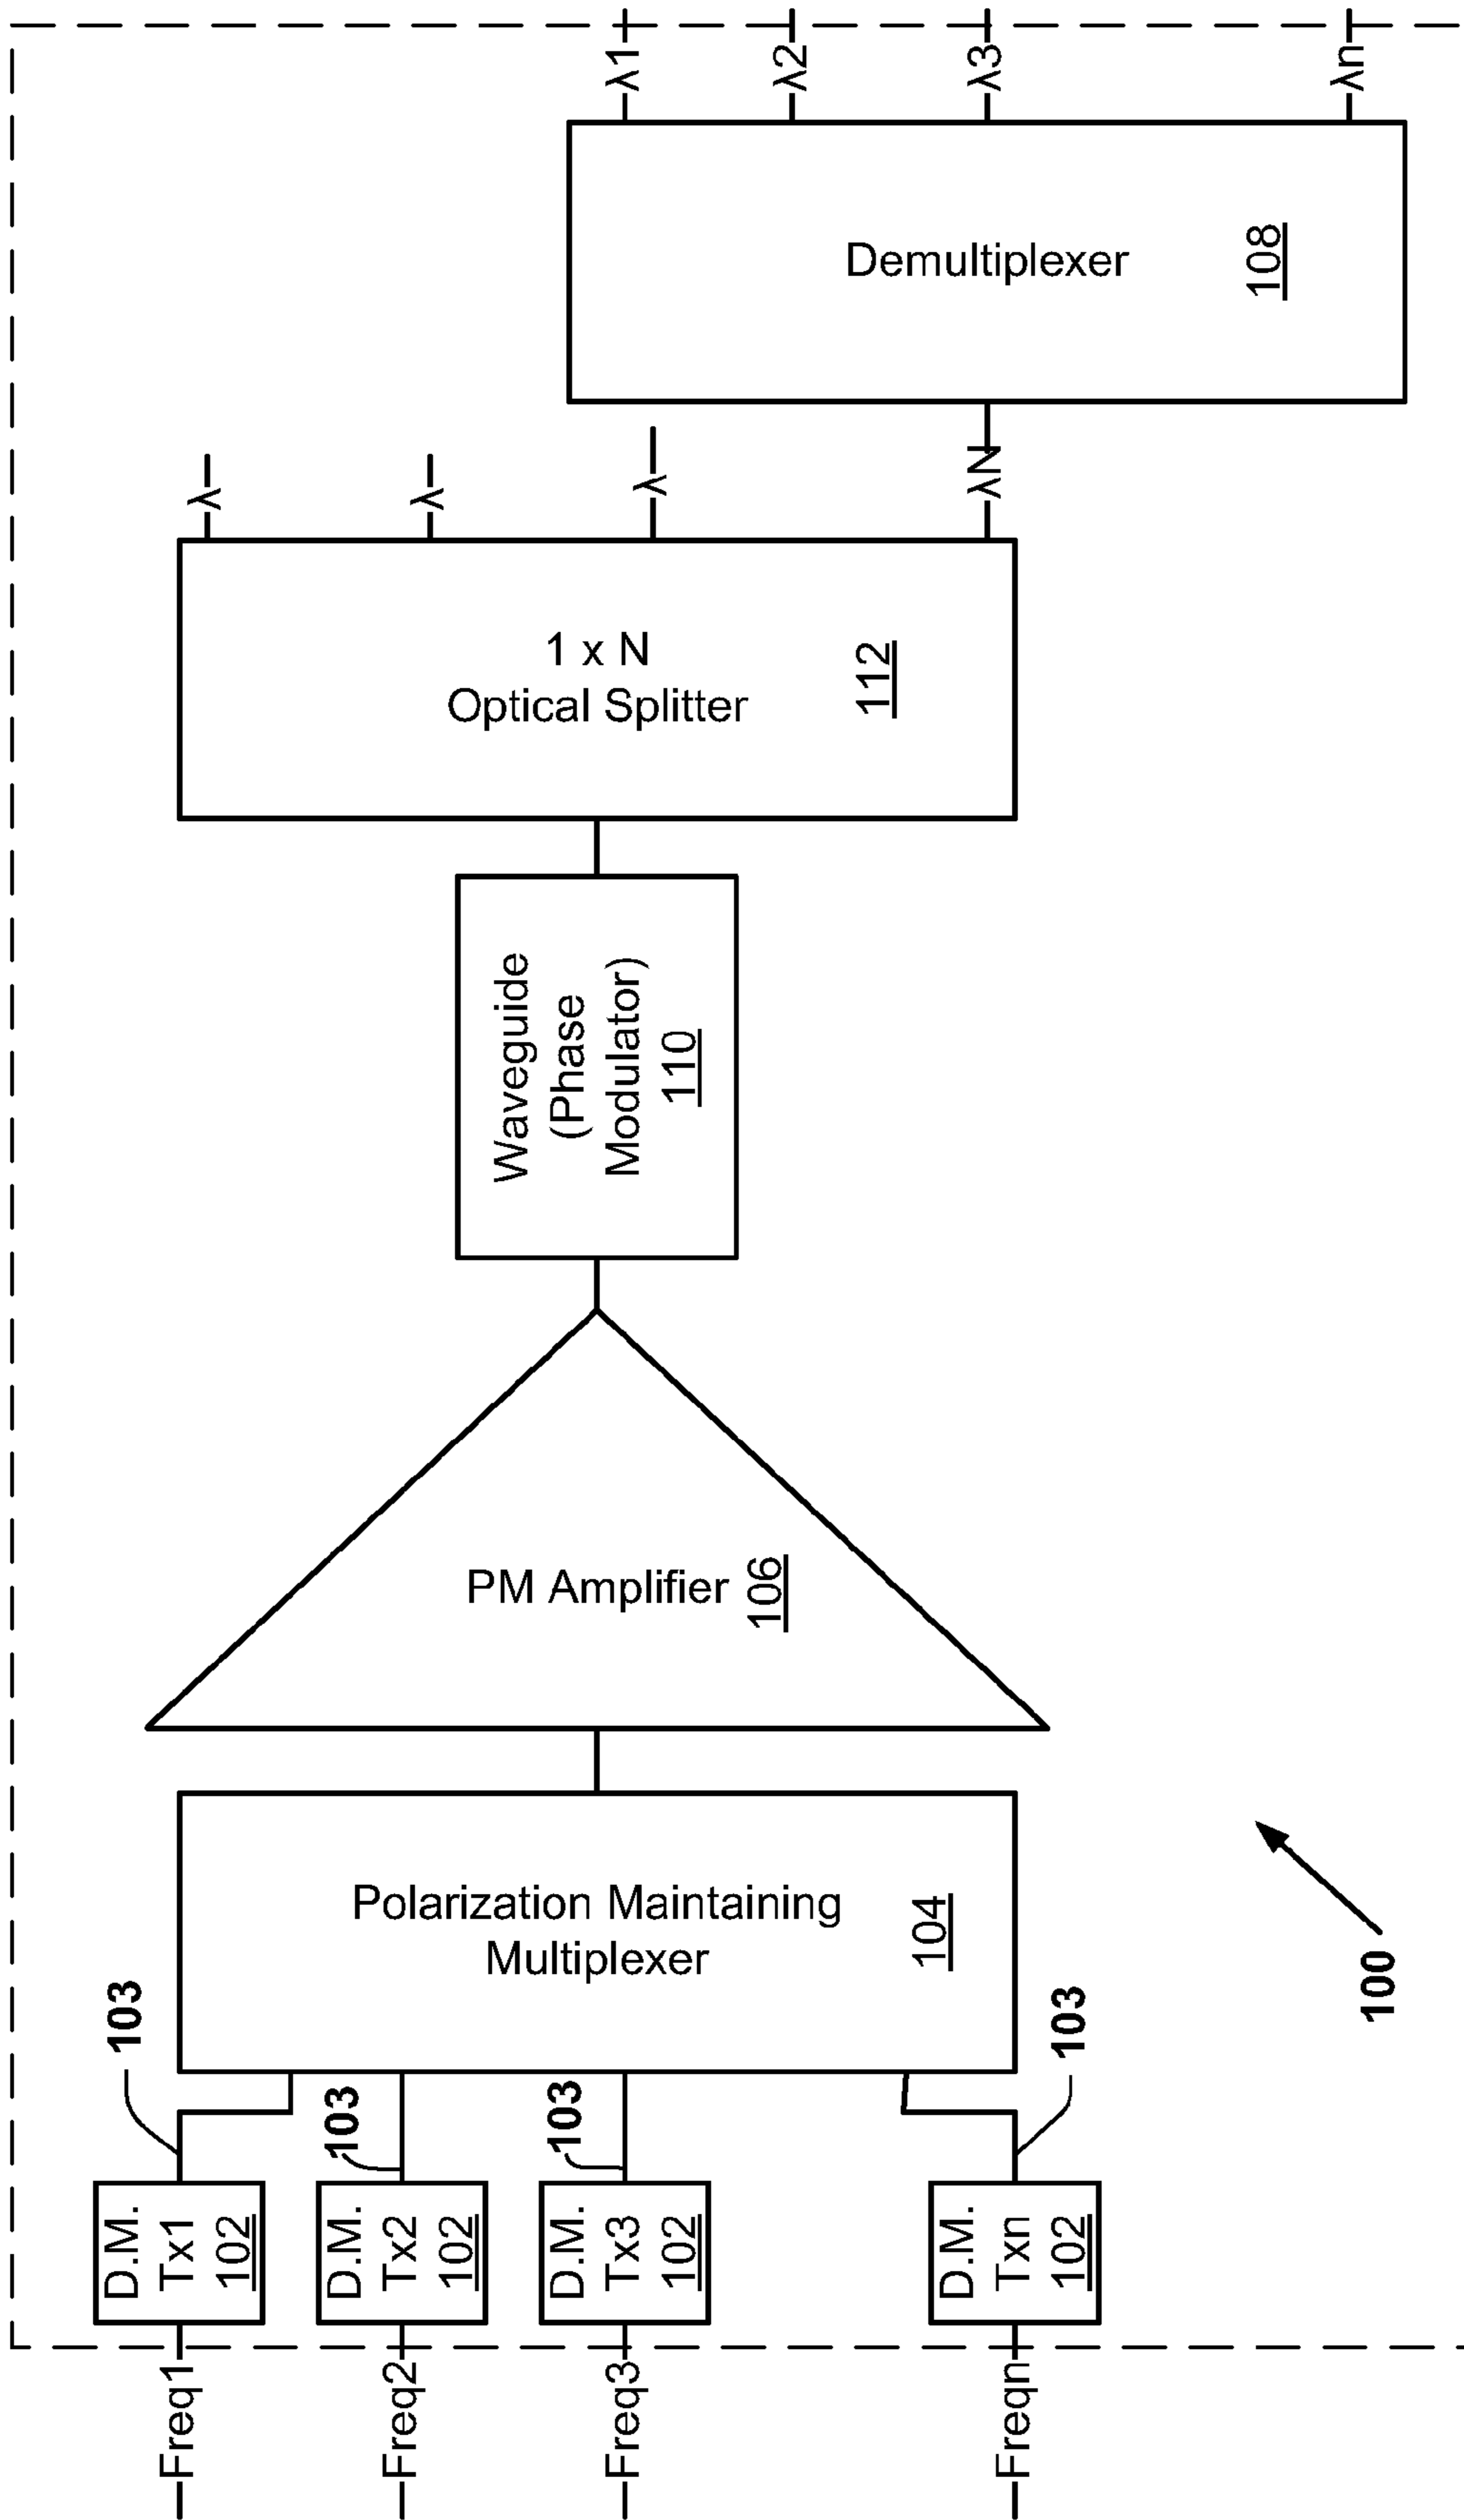 λ1
λ2
λ3
λn
Demultiplexer
108
λ
λ
λ
λN
1 x N
Optical Splitter
112
Waveguide
(Phase
Modulator)
110
PM Amplifier
106
Polarization Maintaining
Multiplexer
104
103
103
103
103
D.M.
Tx1
102
D.M.
Tx2
102
D.M.
Tx3
102
D.M.
Txn
102
Freq1
Freq2
Freq3
Freqn
100